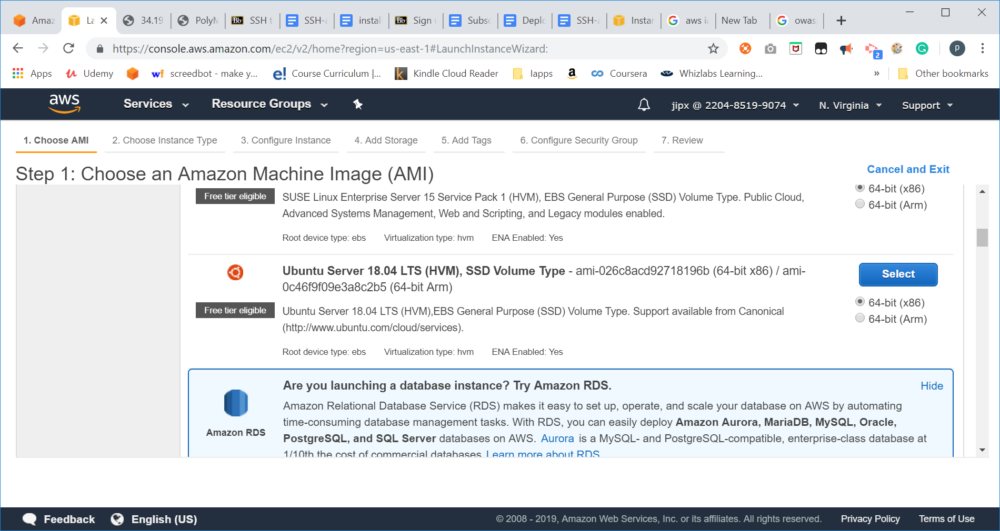 Amaz
La
34.19
PolyM
Bb SSH t
SSH-a
instal
Bb Sign u
Subsc
Deplo
SSH-a
Instan
G aws ia
New Tab
G owas
https://console.aws.amazon.com/ec2/v2/home?region=us-east-1#LaunchInstanceWizard:
2
G
p
Apps
Udemy
wf screedbot - make y...
e! Course Curriculum |...
k Kindle Cloud Reader
Iapps
a
Coursera
Whizlabs Learning...
»
Other bookmarks
aws
Services
Resource Groups
jipx @ 2204-8519-9074
N. Virginia
Support
1. Choose AMI
2. Choose Instance Type
3. Configure Instance
4. Add Storage
5. Add Tags
6. Configure Security Group
7. Review
Step 1: Choose an Amazon Machine Image (AMI)
Cancel and Exit
Free tier eligible
SUSE Linux Enterprise Server 15 Service Pack 1 (HVM), EBS General Purpose (SSD) Volume Type. Public Cloud,
Advanced Systems Management, Web and Scripting, and Legacy modules enabled.
64-bit (x86)
64-bit (Arm)
Root device type: ebs
Virtualization type: hvm
ENA Enabled: Yes
Ubuntu Server 18.04 LTS (HVM), SSD Volume Type - ami-026c8acd92718196b (64-bit x86) / ami-
0c46f9f09e3a8c2b5 (64-bit Arm)
Select
Free tier eligible
Ubuntu Server 18.04 LTS (HVM),EBS General Purpose (SSD) Volume Type. Support available from Canonical
(http://www.ubuntu.com/cloud/services).
64-bit (x86)
64-bit (Arm)
Root device type: ebs
Virtualization type: hvm
ENA Enabled: Yes
Amazon RDS
Are you launching a database instance? Try Amazon RDS.
Hide
Amazon Relational Database Service (RDS) makes it easy to set up, operate, and scale your database on AWS by automating
time-consuming database management tasks. With RDS, you can easily deploy Amazon Aurora, MariaDB, MySQL, Oracle,
PostgreSQL, and SQL Server databases on AWS. Aurora is a MySQL- and PostgreSQL-compatible, enterprise-class database at
1/10th the cost of commercial databases. Learn more about RDS
Feedback
English (US)
© 2008 - 2019, Amazon Web Services, Inc. or its affiliates. All rights reserved.
Privacy Policy
Terms of Use